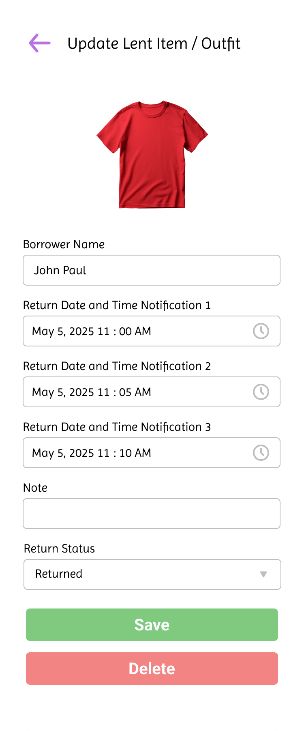 Update Lent Item / Outfit
Borrower Name
John Paul
Return Date and Time Notification 1
May 5, 2025 11 : 00 AM
Return Date and Time Notification 2
May 5, 2025 11 : 05 AM
Return Date and Time Notification 3
May 5, 2025 11 : 10 AM
Note
Return Status
Returned
Save
Delete